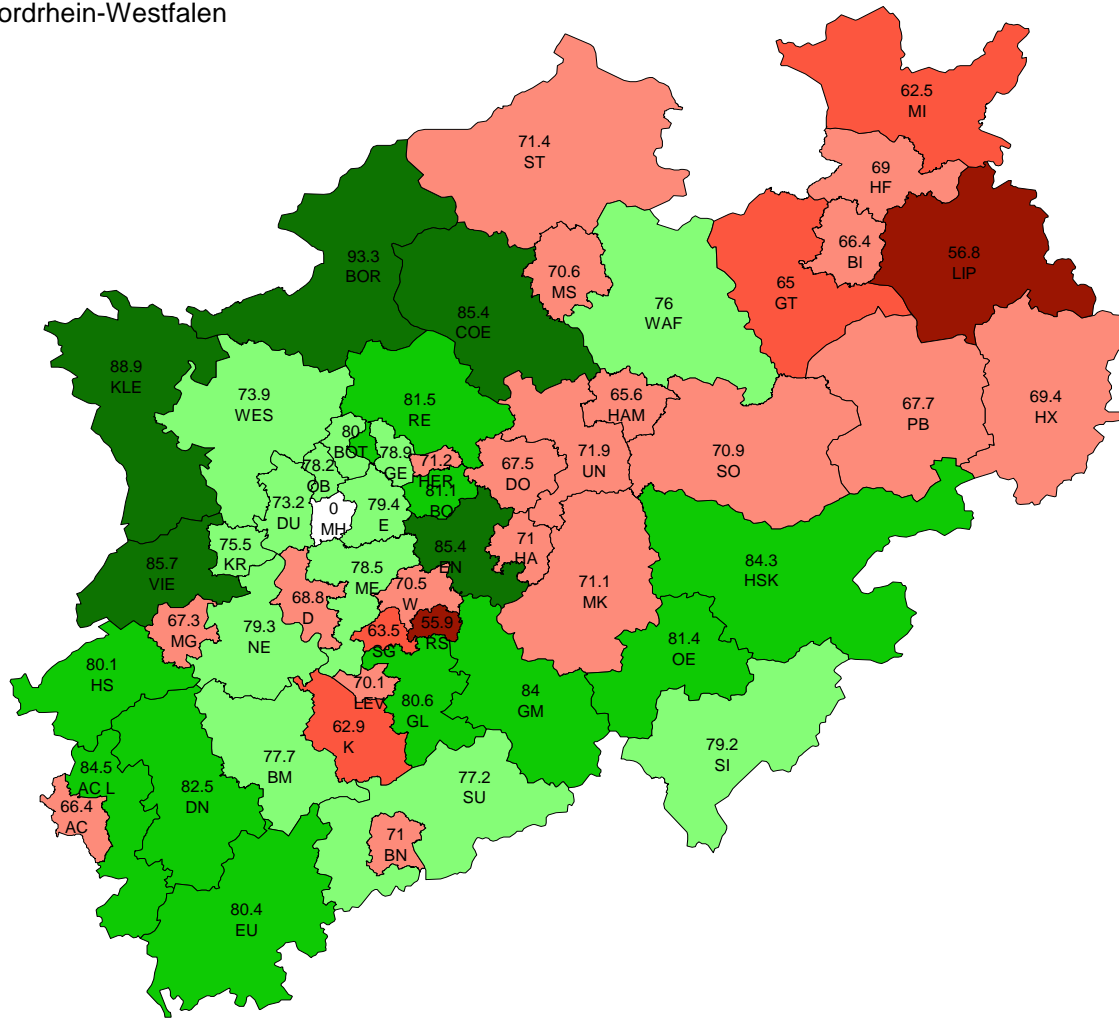 ordrhein-Westfalen
62.5
MI
71.4
ST
69
HF
66.4
BI
56.8
LIP
93.3
BOR
70.6
MS
65
GT
76
WAF
85.4
COE
88.9
KLE
73.9
WES
81.5
RE
65.6
HAM
67.7
PB
69.4
HX
80
BOT
78.9
GE
71.2
HER
78.2
OB
67.5
DO
71.9
UN
70.9
SO
73.2
DU
0
MH
79.4
E
81.1
BO
75.5
KR
85.7
VIE
78.5
ME
85.4
EN
71
HA
71.1
MK
84.3
HSK
70.5
W
68.8
D
67.3
MG
79.3
NE
63.5
SG
55.9
RS
81.4
OE
80.1
HS
70.1
LEV
80.6
GL
84
GM
62.9
K
79.2
SI
77.7
BM
77.2
SU
84.5
AC L
82.5
DN
66.4
AC
71
BN
80.4
EU